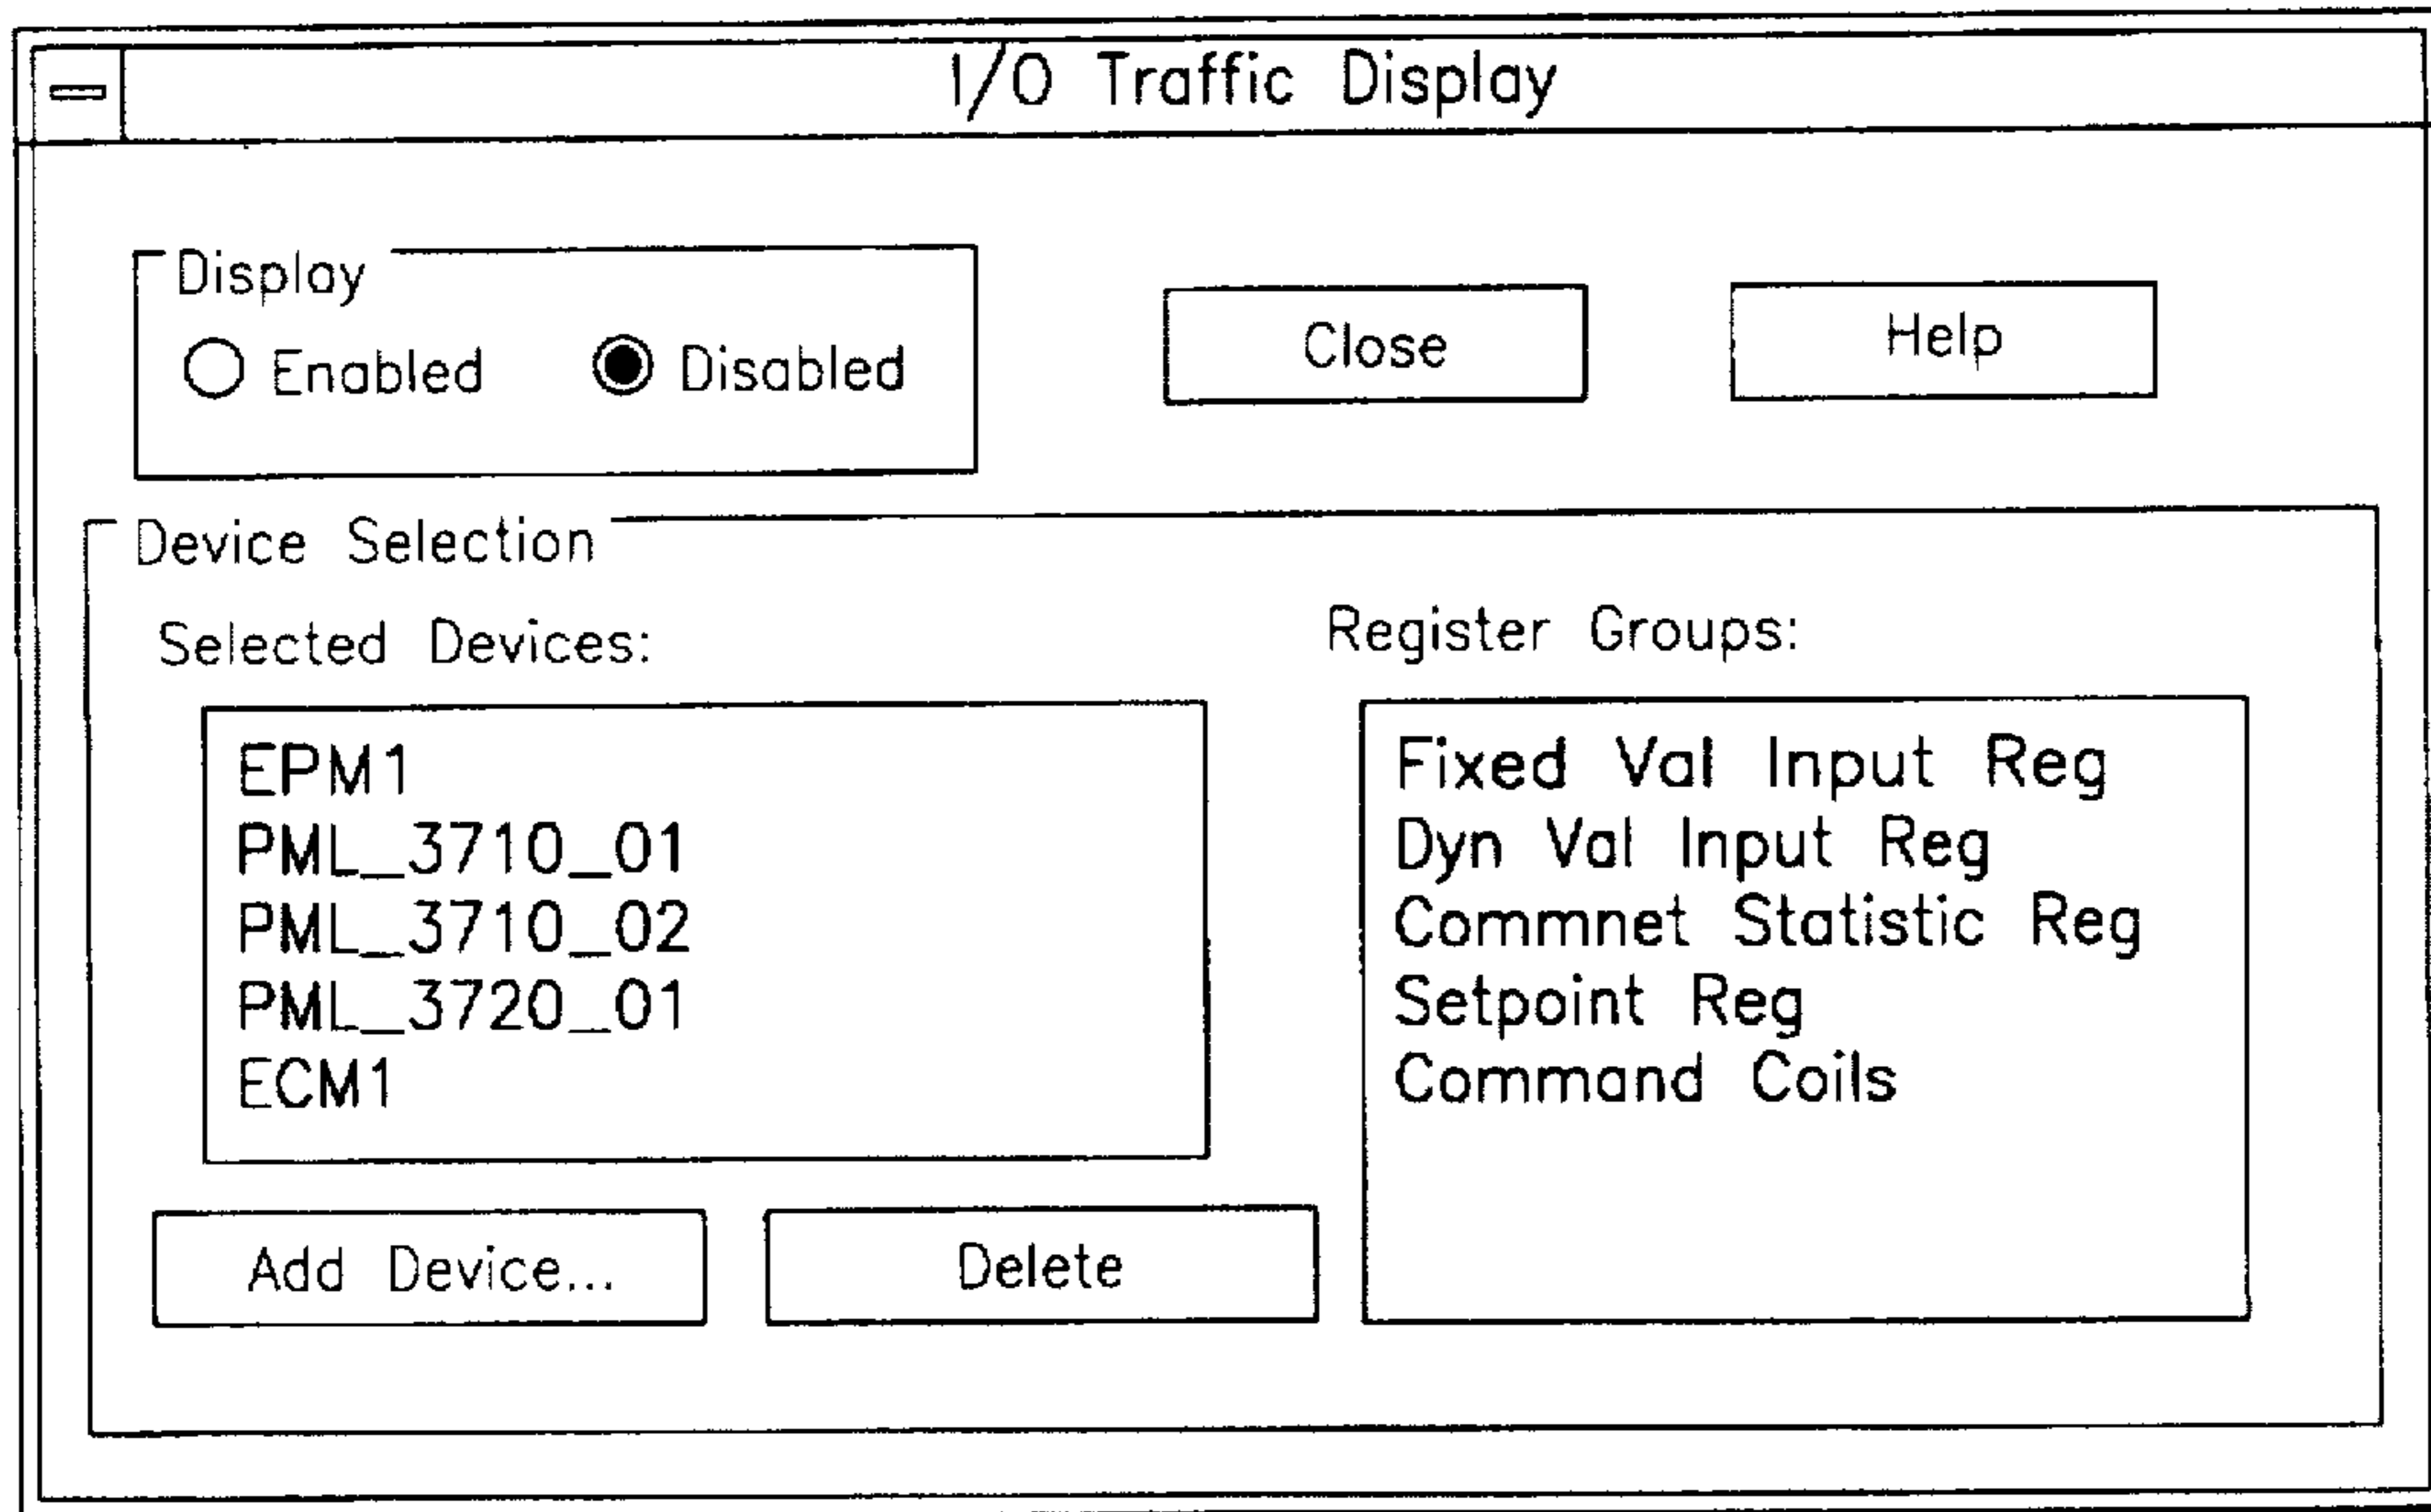 I/O Traffic Display
Display
Enabled Disabled
Close
Help
Device Selection
Selected Devices:
EPM1
PML_3710_01
PML_3710_02
PML_3720_01
ECM1
Add Device...
Delete
Register Groups:
Fixed Val Input Reg
Dyn Val Input Reg
Commnet Statistic Reg
Setpoint Reg
Command Coils